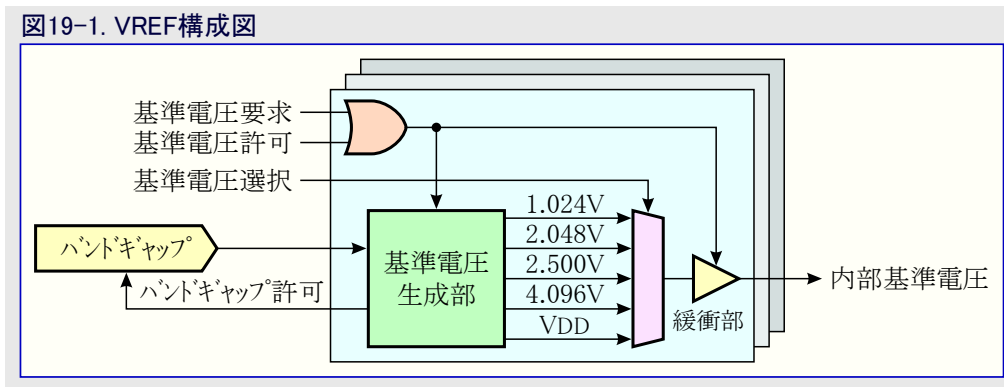 図19-1. VREF構成図
基準電圧要求
基準電圧許可
基準電圧選択
バンドギャップ
バンドギャップ許可
基準電圧
生成部
1.024V
2.048V
2.500V
4.096V
VDD
緩衝部
内部基準電圧